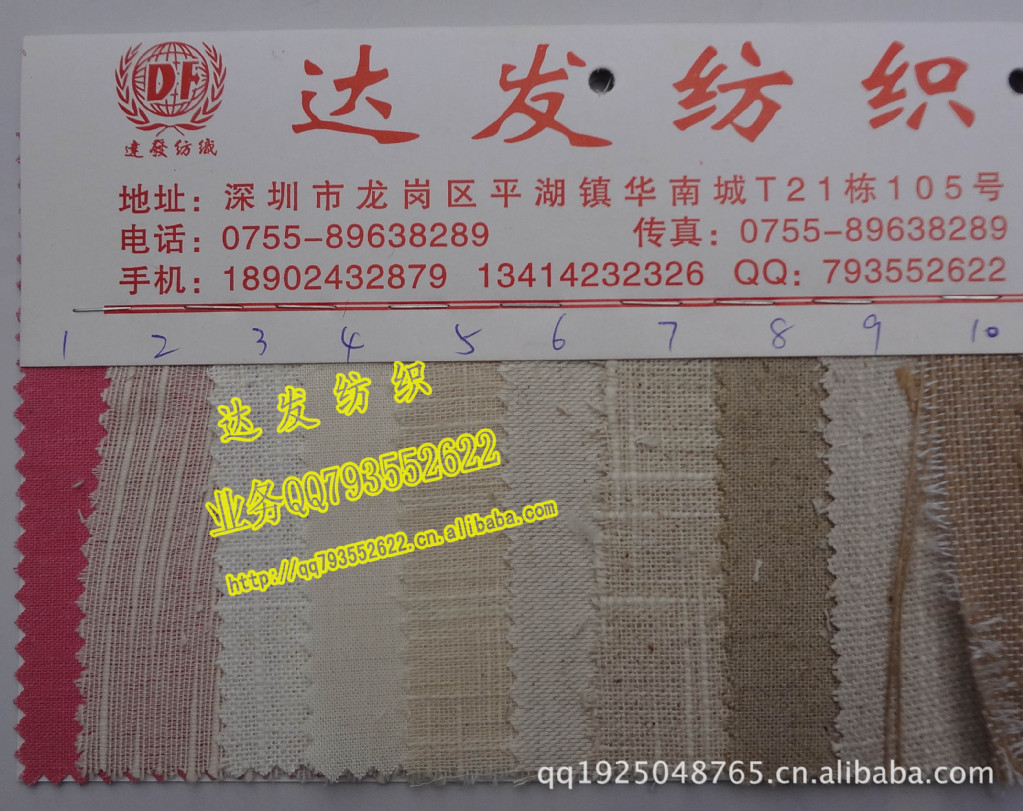 DF
達發紡織
达发纺织
地址：深圳市龙岗区平湖镇华南城T21栋105号
电话：0755-89638289 传真：0755-89638289
手机：18902432879 13414232326 QQ：793552622
1 2 3 4 5 6 7 8 9 10
达发纺织
业务QQ793552622
http://qq793552622.cn.alibaba.com
qq1925048765.cn.alibaba.com